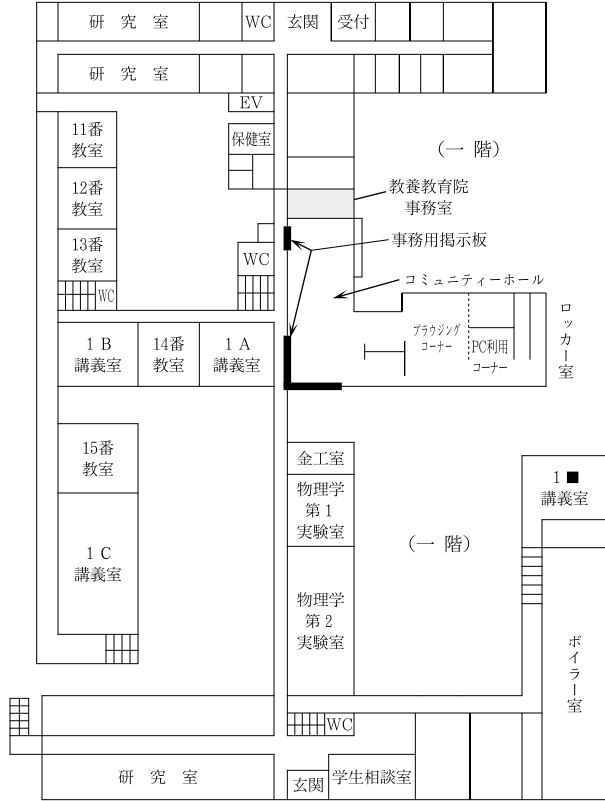 研 究 室
WC
玄関
受付
研 究 室
EV
保健室
11番
教室
12番
教室
13番
教室
WC
WC
（一 階）
教養教育院
事務室
事務用掲示板
コミュニティーホール
ブラウジング
コーナー
PC利用
コーナー
ロッカー室
1 B
講義室
14番
教室
1 A
講義室
15番
教室
1 C
講義室
金工室
物理学
第1
実験室
物理学
第2
実験室
（一 階）
1 ■
講義室
ボイラー室
WC
研 究 室
玄関
学生相談室